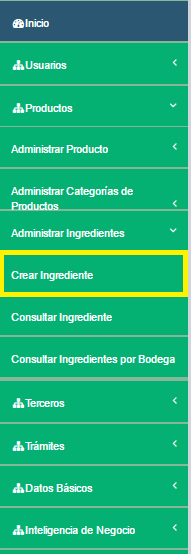 Inicio
Usuarios
Productos
Administrar Producto
Administrar Categorías de
Productos
Administrar Ingredientes
Crear Ingrediente
Consultar Ingrediente
Consultar Ingredientes por Bodega
Terceros
Trámites
Datos Básicos
Inteligencia de Negocio